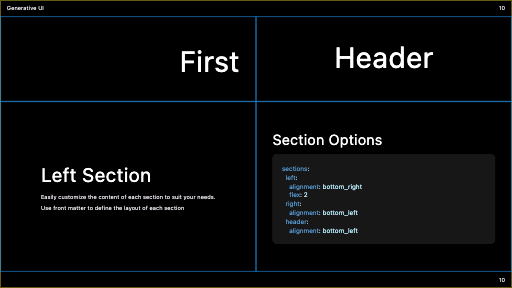 Generative UI
10
First
Header
Left Section
Easily customize the content of each section to suit your needs.
Use front matter to define the layout of each section
Section Options
sections:
  left:
    alignment: bottom_right
    flex: 2
  right:
    alignment: bottom_left
  header:
    alignment: bottom_left
10